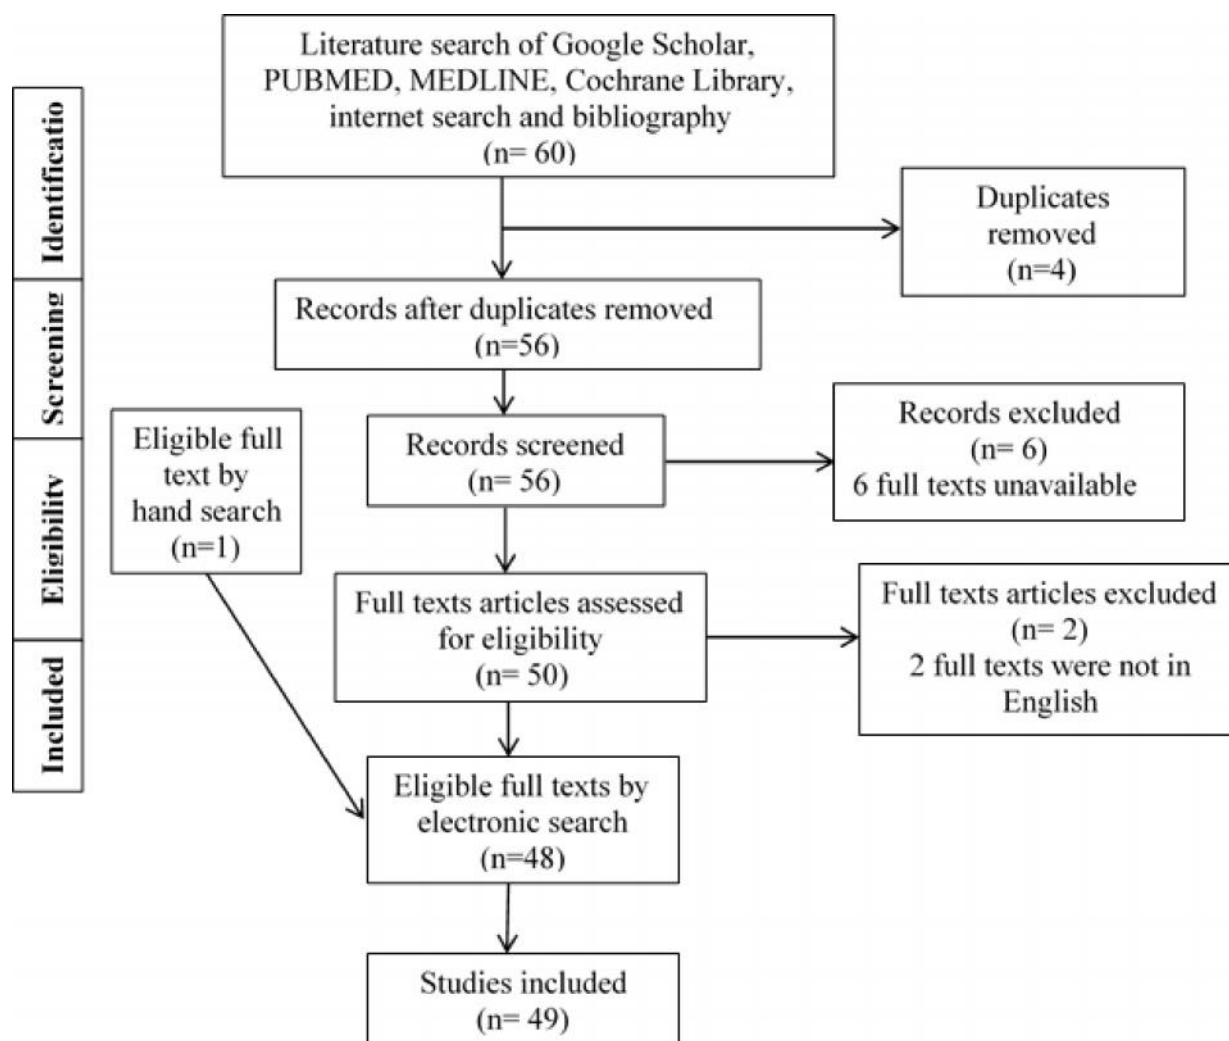 Literature search of Google Scholar,
PUBMED, MEDLINE, Cochrane Library,
internet search and bibliography
(n= 60)
Identificatio
Duplicates
removed
(n=4)
Screening
Records after duplicates removed
(n=56)
Records screened
(n= 56)
Records excluded
(n= 6)
6 full texts unavailable
Eligible full
text by
hand search
(n=1)
Eligibility
Full texts articles assessed
for eligibility
(n= 50)
Full texts articles excluded
(n= 2)
2 full texts were not in
English
Included
Eligible full texts by
electronic search
(n=48)
Studies included
(n= 49)